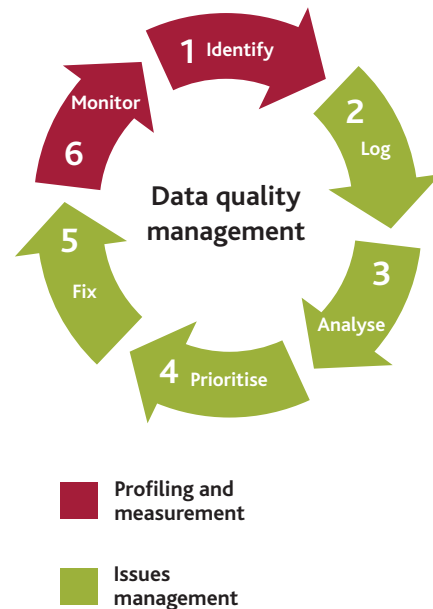 1 Identify
2
Log
3
Analyse
4 Prioritise
5
Fix
Monitor
6
Data quality
management
Profiling and
measurement
Issues
management